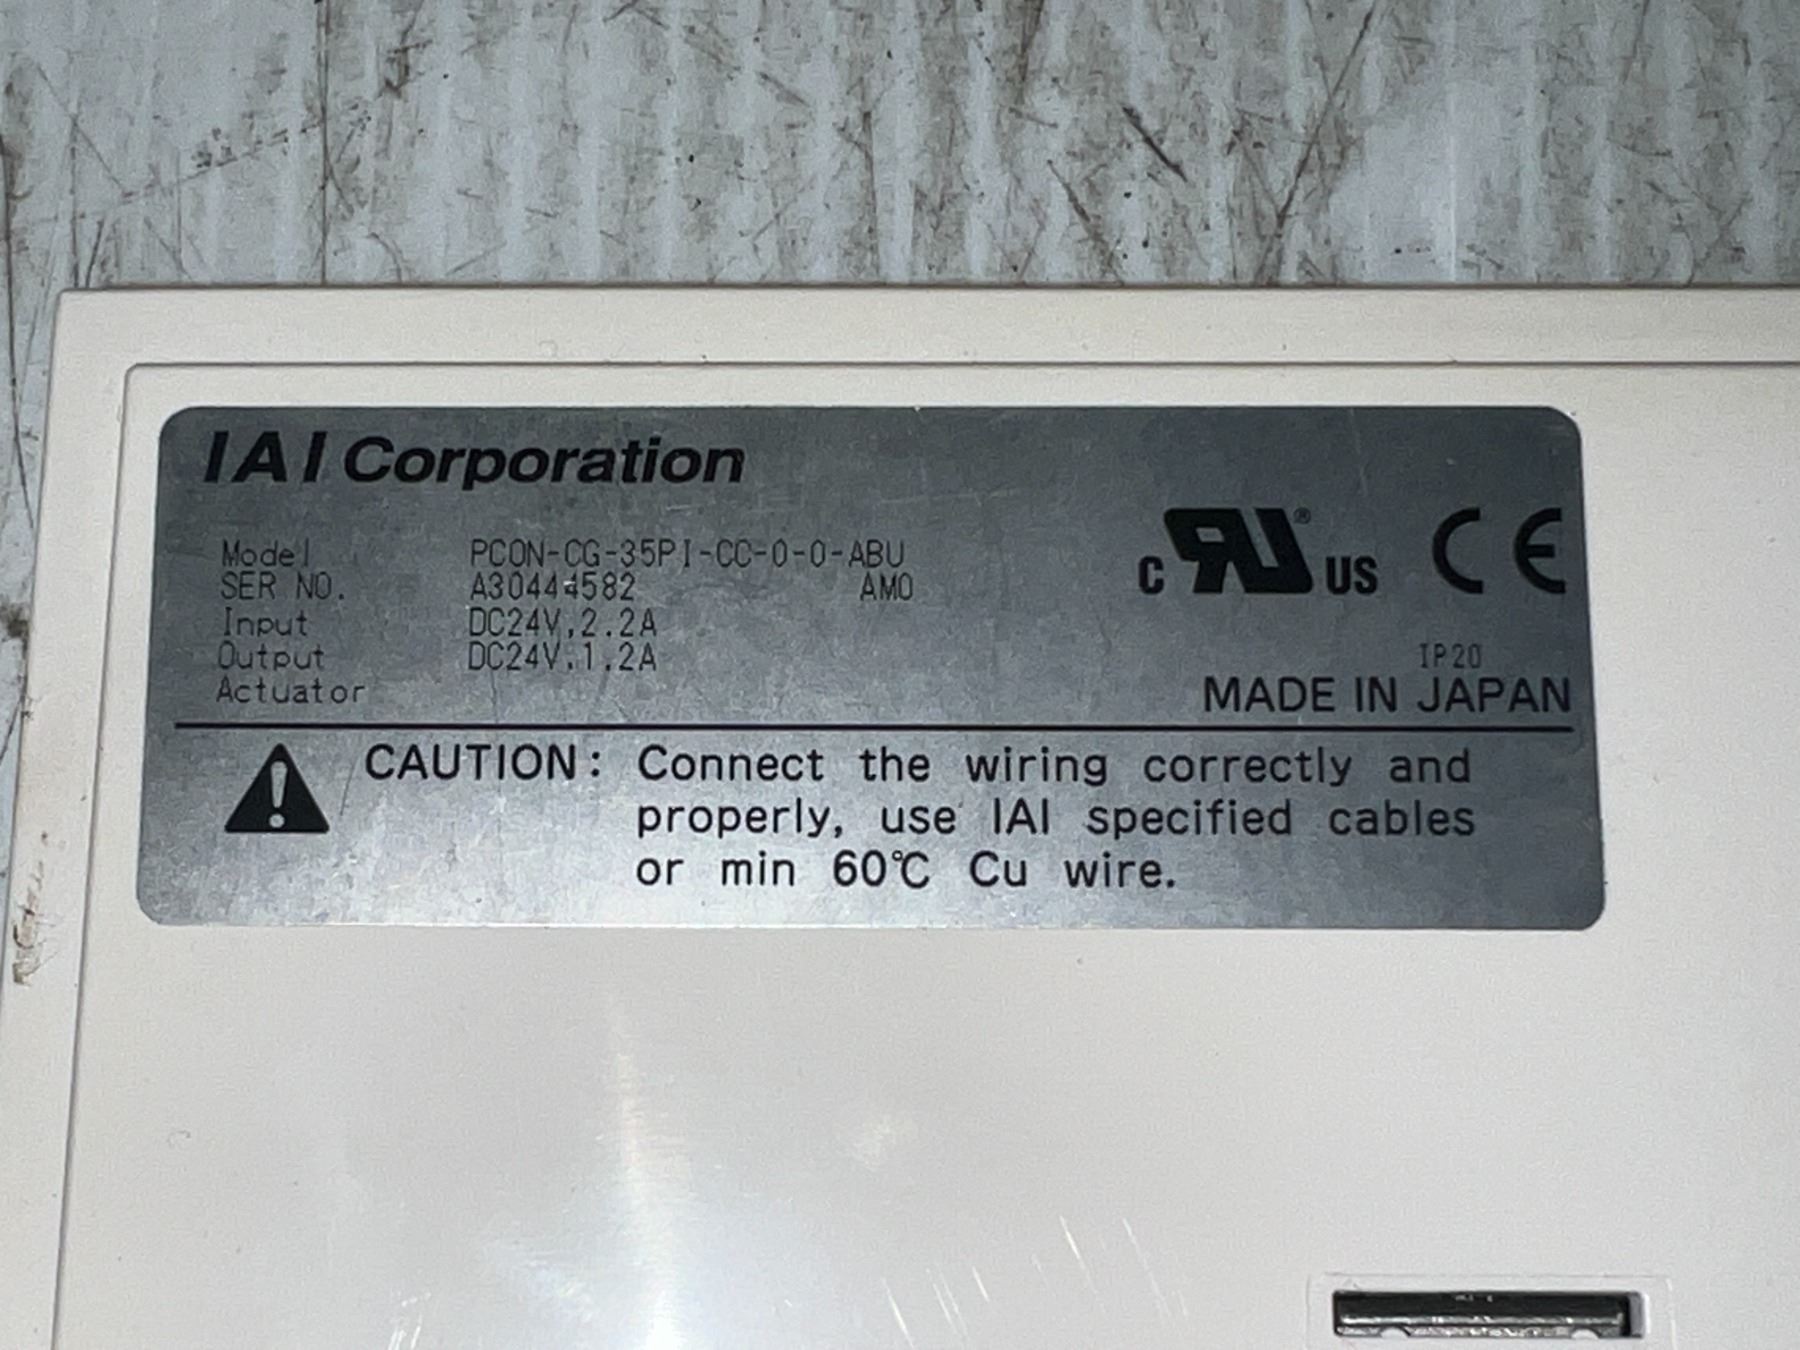 IAI Corporation
Model PCON-CG-35PI-CC-0-0-ABU
SER NO. A30444582 AM0
Input DC24V,2.2A
Output DC24V,1.2A
Actuator
c RU® US CE
IP20
MADE IN JAPAN
CAUTION: Connect the wiring correctly and
properly, use IAI specified cables
or min 60℃ Cu wire.